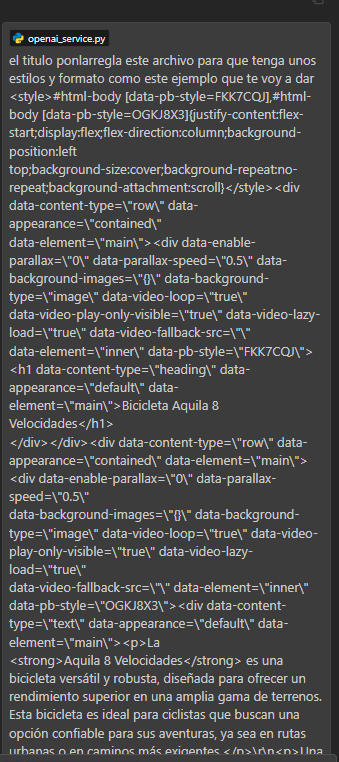 openai_service.py
el titulo ponlarregla este archivo para que tenga unos
estilos y formato como este ejemplo que te voy a dar
<style>#html-body [data-pb-style=FKK7CQJ],#html-
body [data-pb-style=OGKJ8X3]{justify-content:flex-
start;display:flex;flex-direction:column;background-
position:left
top;background-size:cover;background-repeat:no-
repeat;background-attachment:scroll}</style><div
data-content-type=\"row\" data-
appearance=\"contained\"
data-element=\"main\"><div data-enable-
parallax=\"0\" data-parallax-speed=\"0.5\" data-
background-images=\"{}\" data-background-
type=\"image\" data-video-loop=\"true\"
data-video-play-only-visible=\"true\" data-video-lazy-
load=\"true\" data-video-fallback-src=\"\"
data-element=\"inner\" data-pb-style=\"FKK7CQJ\">
<h1 data-content-type=\"heading\" data-
appearance=\"default\" data-
element=\"main\">Bicicleta Aquila 8
Velocidades</h1>
</div></div><div data-content-type=\"row\" data-
appearance=\"contained\" data-element=\"main\">
<div data-enable-parallax=\"0\" data-parallax-
speed=\"0.5\"
data-background-images=\"{}\" data-background-
type=\"image\" data-video-loop=\"true\" data-video-
play-only-visible=\"true\" data-video-lazy-
load=\"true\"
data-video-fallback-src=\"\" data-element=\"inner\"
data-pb-style=\"OGKJ8X3\"><div data-content-
type=\"text\" data-appearance=\"default\" data-
element=\"main\"><p>La
<strong>Aquila 8 Velocidades</strong> es una
bicicleta versátil y robusta, diseñada para ofrecer un
rendimiento superior en una amplia gama de terrenos.
Esta bicicleta es ideal para ciclistas que buscan una
opción confiable para sus aventuras, ya sea en rutas
urbanas o en caminos más exigentes.</p>\r\n<p>Una